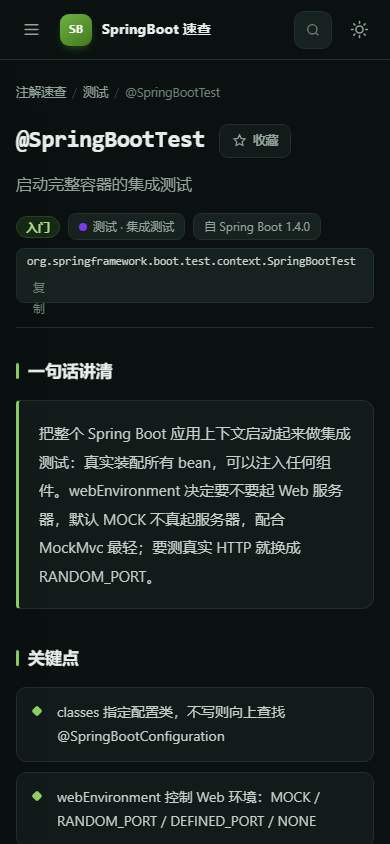 SB SpringBoot 速查
注解速查 / 测试 / @SpringBootTest
@SpringBootTest
收藏
启动完整容器的集成测试
入门 测试 · 集成测试 自 Spring Boot 1.4.0
org.springframework.boot.test.context.SpringBootTest
复
制
一句话讲清
把整个 Spring Boot 应用上下文启动起来做集成
测试：真实装配所有 bean，可以注入任何组
件。webEnvironment 决定要不要起 Web 服务
器，默认 MOCK 不真起服务器，配合
MockMvc 最轻；要测真实 HTTP 就换成
RANDOM_PORT。
关键点
classes 指定配置类，不写则向上查找
@SpringBootConfiguration
webEnvironment 控制 Web 环境：MOCK /
RANDOM_PORT / DEFINED_PORT / NONE